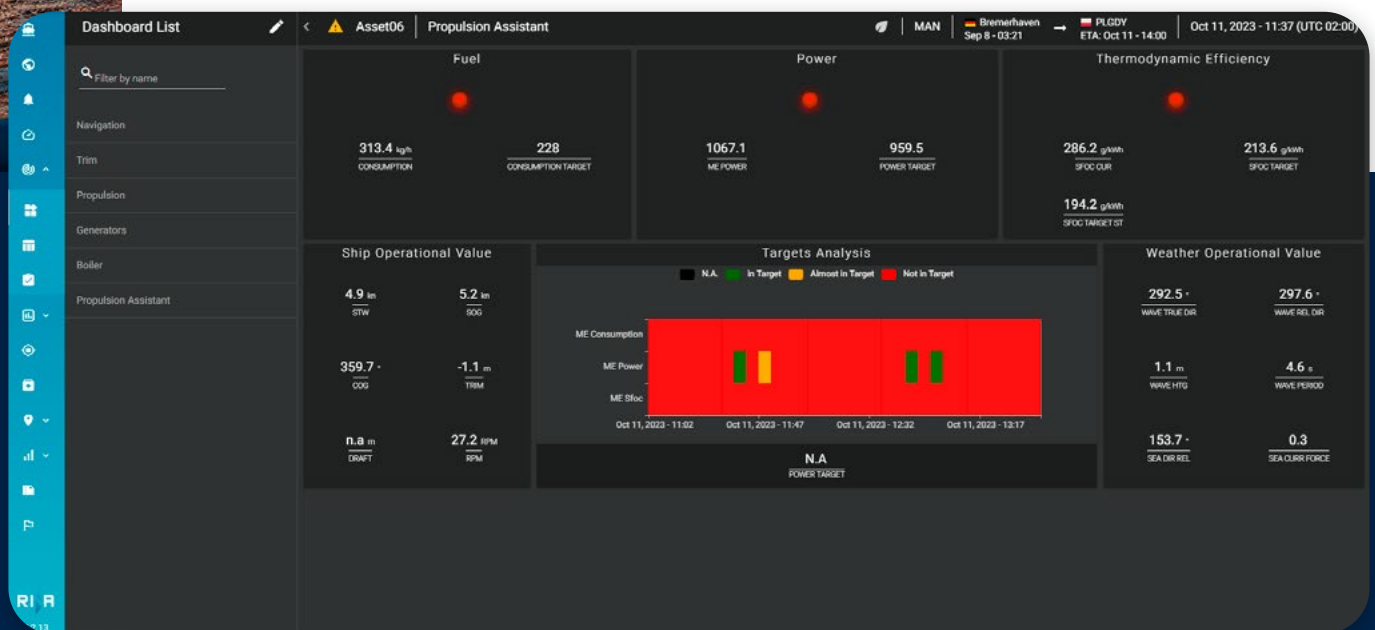 Dashboard List
Asset06
Propulsion Assistant
MAN
Bremerhaven
Sep 8 - 03:21
PLGDY
ETA: Oct 11 - 14:00
Oct 11, 2023 - 11:37 (UTC 02:00)
Filter by name
Navigation
Trim
Propulsion
Generators
Boiler
Propulsion Assistant
Fuel
313.4 kg/h
CONSUMPTION
228
CONSUMPTION TARGET
Power
1067.1
ME POWER
959.5
POWER TARGET
Thermodynamic Efficiency
286.2 g/kWh
SFOC CUR
213.6 g/kWh
SFOC TARGET
194.2 g/kWh
SFOC TARGET ST
Ship Operational Value
4.9 kn
STW
5.2 kn
SOG
359.7 °
COG
-1.1 m
TRIM
n.a m
DRAFT
27.2 RPM
RPM
Targets Analysis
N.A.
In Target
Almost in Target
Not in Target
ME Consumption
ME Power
ME Sfoc
Oct 11, 2023 - 11:02
Oct 11, 2023 - 11:47
Oct 11, 2023 - 12:32
Oct 11, 2023 - 13:17
N.A
POWER TARGET
Weather Operational Value
292.5 °
WAVE TRUE DIR
297.6 °
WAVE REL DIR
1.1 m
WAVE HTG
4.6 s
WAVE PERIOD
153.7 °
SEA DIR REL
0.3
SEA CURR FORCE